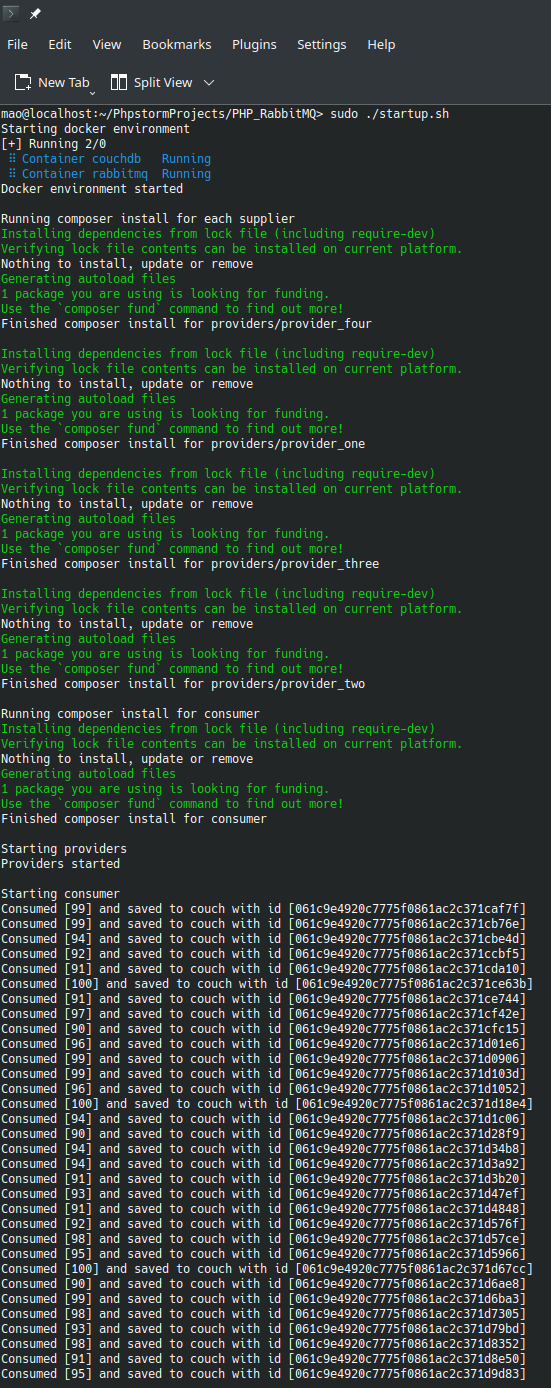 File Edit View Bookmarks Plugins Settings Help
New Tab Split View
mao@localhost:~/PhpstormProjects/PHP_RabbitMQ> sudo ./startup.sh
Starting docker environment
[+] Running 2/0
⠿ Container couchdb Running
⠿ Container rabbitmq Running
Docker environment started

Running composer install for each supplier
Installing dependencies from lock file (including require-dev)
Verifying lock file contents can be installed on current platform.
Nothing to install, update or remove
Generating autoload files
1 package you are using is looking for funding.
Use the `composer fund` command to find out more!
Finished composer install for providers/provider_four

Installing dependencies from lock file (including require-dev)
Verifying lock file contents can be installed on current platform.
Nothing to install, update or remove
Generating autoload files
1 package you are using is looking for funding.
Use the `composer fund` command to find out more!
Finished composer install for providers/provider_one

Installing dependencies from lock file (including require-dev)
Verifying lock file contents can be installed on current platform.
Nothing to install, update or remove
Generating autoload files
1 package you are using is looking for funding.
Use the `composer fund` command to find out more!
Finished composer install for providers/provider_three

Installing dependencies from lock file (including require-dev)
Verifying lock file contents can be installed on current platform.
Nothing to install, update or remove
Generating autoload files
1 package you are using is looking for funding.
Use the `composer fund` command to find out more!
Finished composer install for providers/provider_two

Running composer install for consumer
Installing dependencies from lock file (including require-dev)
Verifying lock file contents can be installed on current platform.
Nothing to install, update or remove
Generating autoload files
1 package you are using is looking for funding.
Use the `composer fund` command to find out more!
Finished composer install for consumer

Starting providers
Providers started

Starting consumer
Consumed [99] and saved to couch with id [061c9e4920c7775f0861ac2c371caf7f]
Consumed [99] and saved to couch with id [061c9e4920c7775f0861ac2c371cb76e]
Consumed [94] and saved to couch with id [061c9e4920c7775f0861ac2c371cbe4d]
Consumed [92] and saved to couch with id [061c9e4920c7775f0861ac2c371ccbf5]
Consumed [91] and saved to couch with id [061c9e4920c7775f0861ac2c371cda10]
Consumed [100] and saved to couch with id [061c9e4920c7775f0861ac2c371ce63b]
Consumed [91] and saved to couch with id [061c9e4920c7775f0861ac2c371ce744]
Consumed [97] and saved to couch with id [061c9e4920c7775f0861ac2c371cf42e]
Consumed [90] and saved to couch with id [061c9e4920c7775f0861ac2c371cfc15]
Consumed [96] and saved to couch with id [061c9e4920c7775f0861ac2c371d01e6]
Consumed [99] and saved to couch with id [061c9e4920c7775f0861ac2c371d0906]
Consumed [99] and saved to couch with id [061c9e4920c7775f0861ac2c371d103d]
Consumed [96] and saved to couch with id [061c9e4920c7775f0861ac2c371d1052]
Consumed [100] and saved to couch with id [061c9e4920c7775f0861ac2c371d18e4]
Consumed [94] and saved to couch with id [061c9e4920c7775f0861ac2c371d1c06]
Consumed [90] and saved to couch with id [061c9e4920c7775f0861ac2c371d28f9]
Consumed [94] and saved to couch with id [061c9e4920c7775f0861ac2c371d34b8]
Consumed [94] and saved to couch with id [061c9e4920c7775f0861ac2c371d3a92]
Consumed [91] and saved to couch with id [061c9e4920c7775f0861ac2c371d3b20]
Consumed [93] and saved to couch with id [061c9e4920c7775f0861ac2c371d47ef]
Consumed [91] and saved to couch with id [061c9e4920c7775f0861ac2c371d4848]
Consumed [92] and saved to couch with id [061c9e4920c7775f0861ac2c371d576f]
Consumed [98] and saved to couch with id [061c9e4920c7775f0861ac2c371d57ce]
Consumed [95] and saved to couch with id [061c9e4920c7775f0861ac2c371d5966]
Consumed [100] and saved to couch with id [061c9e4920c7775f0861ac2c371d67cc]
Consumed [90] and saved to couch with id [061c9e4920c7775f0861ac2c371d6ae8]
Consumed [99] and saved to couch with id [061c9e4920c7775f0861ac2c371d6ba3]
Consumed [98] and saved to couch with id [061c9e4920c7775f0861ac2c371d7305]
Consumed [93] and saved to couch with id [061c9e4920c7775f0861ac2c371d79bd]
Consumed [98] and saved to couch with id [061c9e4920c7775f0861ac2c371d8352]
Consumed [91] and saved to couch with id [061c9e4920c7775f0861ac2c371d8e50]
Consumed [95] and saved to couch with id [061c9e4920c7775f0861ac2c371d9d83]